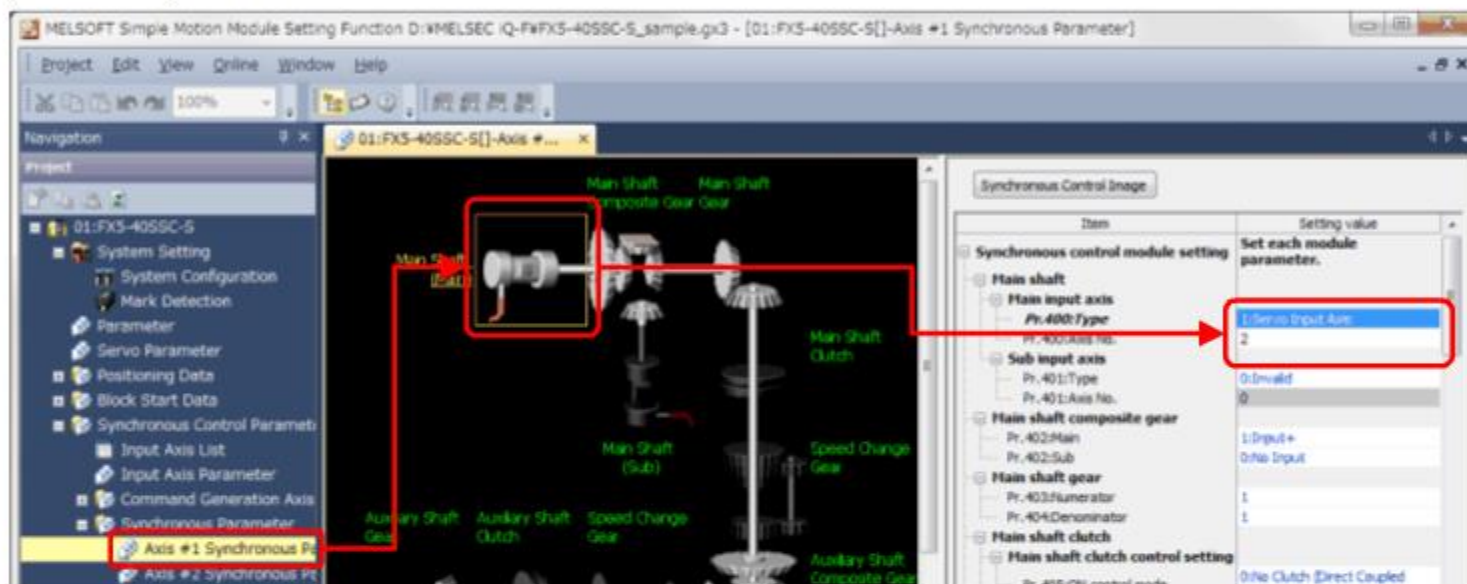 MELSOFT Simple Motion Module Setting Function D:¥MELSEC iQ-F¥FX5-40SSC-S_sample.gx3 - [01:FX5-40SSC-S[]-Axis #1 Synchronous Parameter]
Project Edit View Online Window Help
100%
Navigation
01:FX5-40SSC-S[]-Axis #...
Project
01:FX5-40SSC-S
System Setting
System Configuration
Mark Detection
Parameter
Servo Parameter
Positioning Data
Block Start Data
Synchronous Control Paramet
Input Axis List
Input Axis Parameter
Command Generation Axis
Synchronous Parameter
Axis #1 Synchronous Pa
Axis #2 Synchronous Pa
Main Shaft
Composite Gear
Main Shaft
Gear
Main Shaft
(Main)
Main Shaft
Clutch
Main Shaft
(Sub)
Speed Change
Gear
Auxiliary Shaft
Gear
Auxiliary Shaft
Clutch
Speed Change
Gear
Auxiliary Shaft
Composite Gear
Synchronous Control Image
Item Setting value
Synchronous control module setting Set each module parameter.
Main shaft
Main input axis
Pr.400:Type 1:Servo Input Axis
Pr.400:Axis No. 2
Sub input axis
Pr.401:Type 0:Invalid
Pr.401:Axis No. 0
Main shaft composite gear
Pr.402:Main 1:Input+
Pr.402:Sub 0:No Input
Main shaft gear
Pr.403:Numerator 1
Pr.404:Denominator 1
Main shaft clutch
Main shaft clutch control setting
Pr.405:ON control mode 0:No Clutch (Direct Coupled